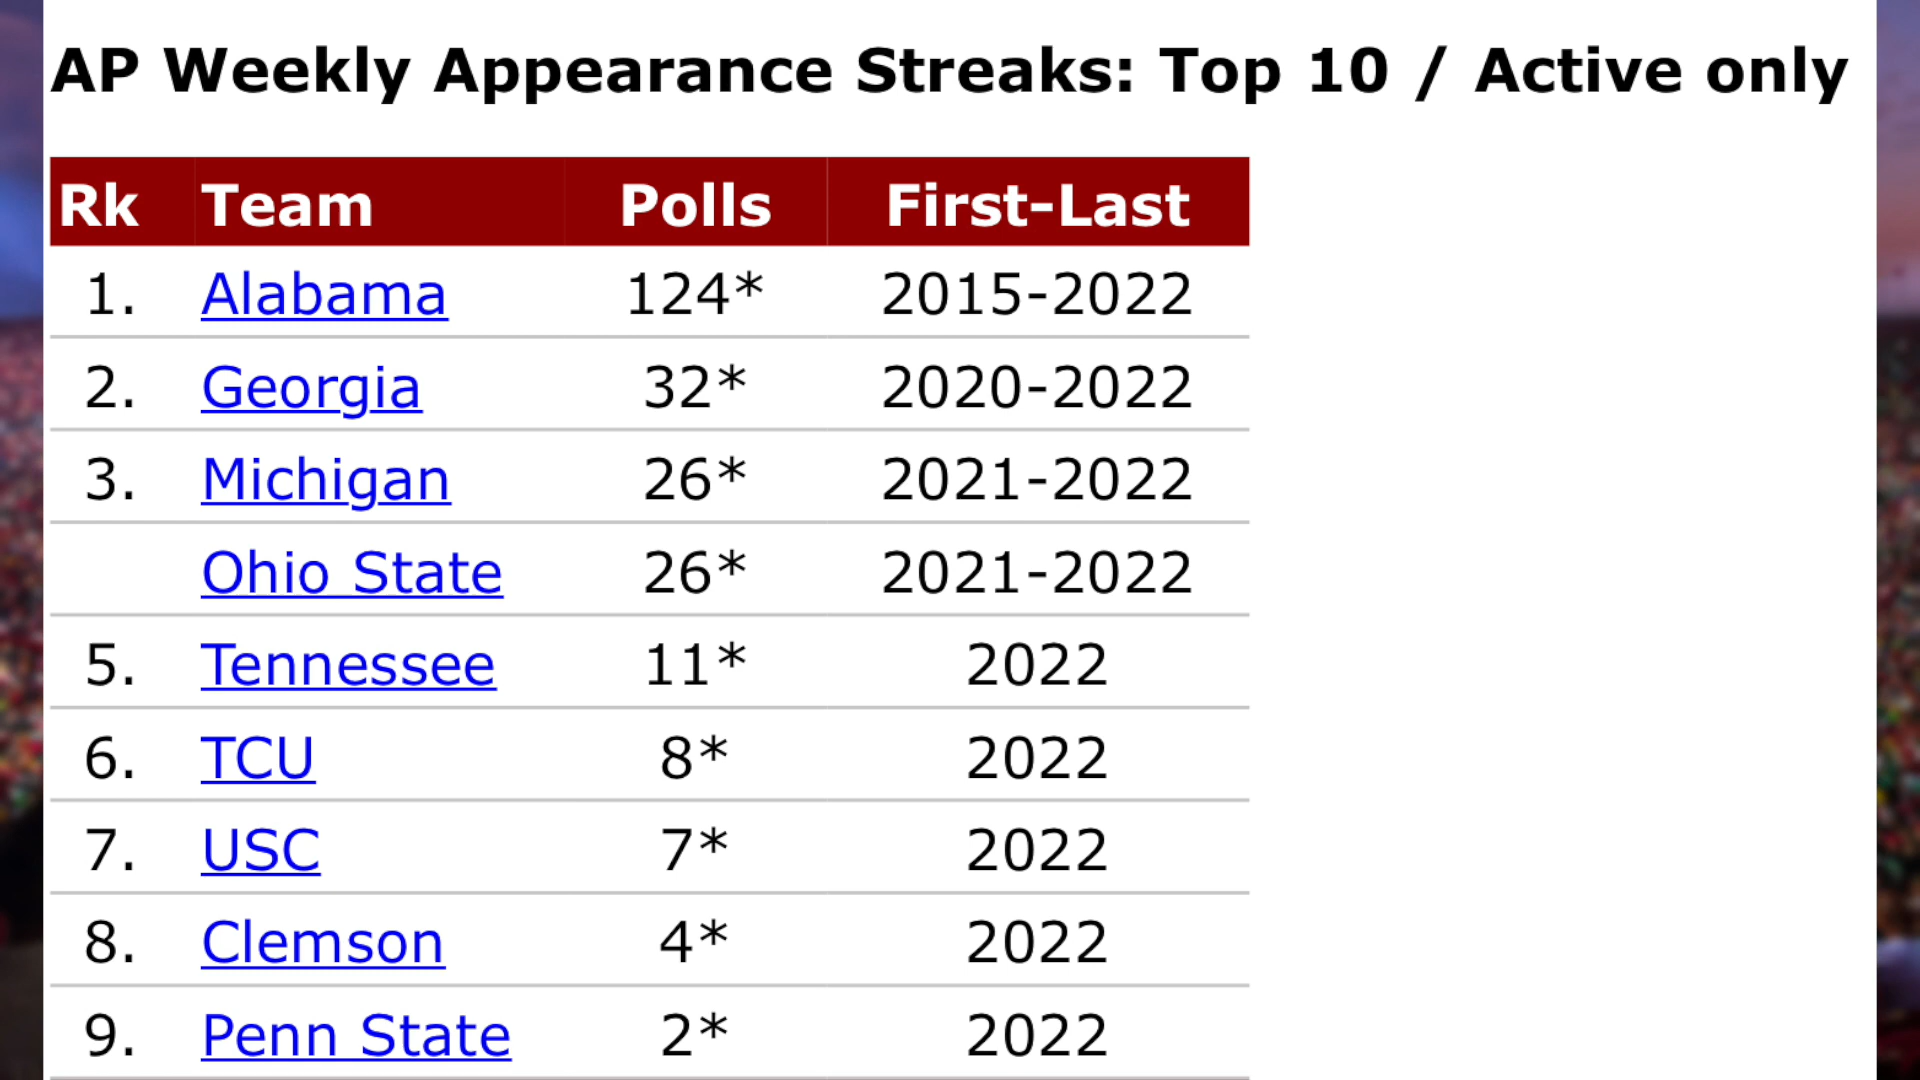 AP Weekly Appearance Streaks: Top 10 / Active only
Rk Team Polls First-Last
1. Alabama 124* 2015-2022
2. Georgia 32* 2020-2022
3. Michigan 26* 2021-2022
Ohio State 26* 2021-2022
5. Tennessee 11* 2022
6. TCU 8* 2022
7. USC 7* 2022
8. Clemson 4* 2022
9. Penn State 2* 2022